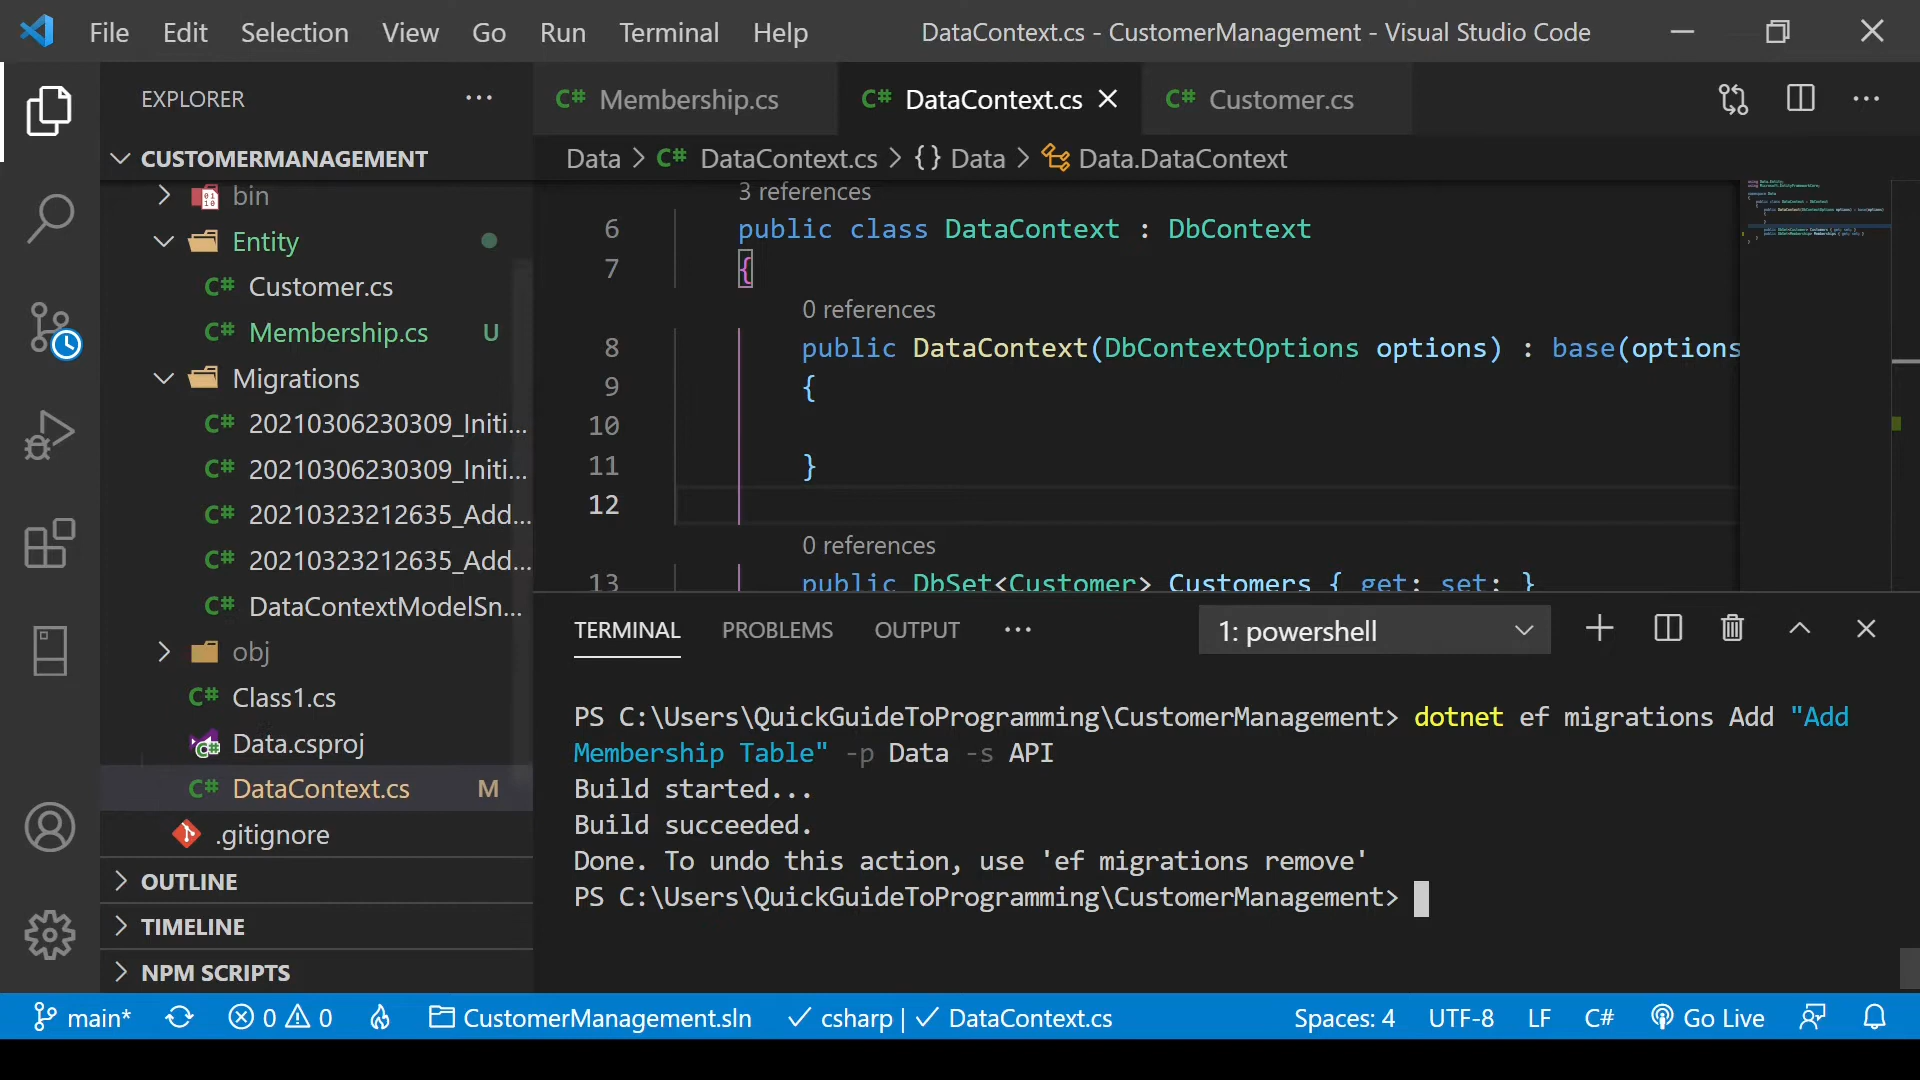 File Edit Selection View Go Run Terminal Help
DataContext.cs - CustomerManagement - Visual Studio Code
EXPLORER
CUSTOMERMANAGEMENT
bin
Entity
Customer.cs
Membership.cs U
Migrations
20210306230309_Initi...
20210306230309_Initi...
20210323212635_Add...
20210323212635_Add...
DataContextModelSn...
obj
Class1.cs
Data.csproj
DataContext.cs M
.gitignore
OUTLINE
TIMELINE
NPM SCRIPTS
C# Membership.cs C# DataContext.cs C# Customer.cs
Data > C# DataContext.cs > {} Data > Data.DataContext
3 references
6 public class DataContext : DbContext
7 {
0 references
8 public DataContext(DbContextOptions options) : base(options
9 {
10
11 }
12
0 references
13 public DbSet<Customer> Customers { get; set; }
TERMINAL PROBLEMS OUTPUT ... 1: powershell
PS C:\Users\QuickGuideToProgramming\CustomerManagement> dotnet ef migrations Add "Add
Membership Table" -p Data -s API
Build started...
Build succeeded.
Done. To undo this action, use 'ef migrations remove'
PS C:\Users\QuickGuideToProgramming\CustomerManagement>
main* 0 0 CustomerManagement.sln csharp | DataContext.cs Spaces: 4 UTF-8 LF C# Go Live